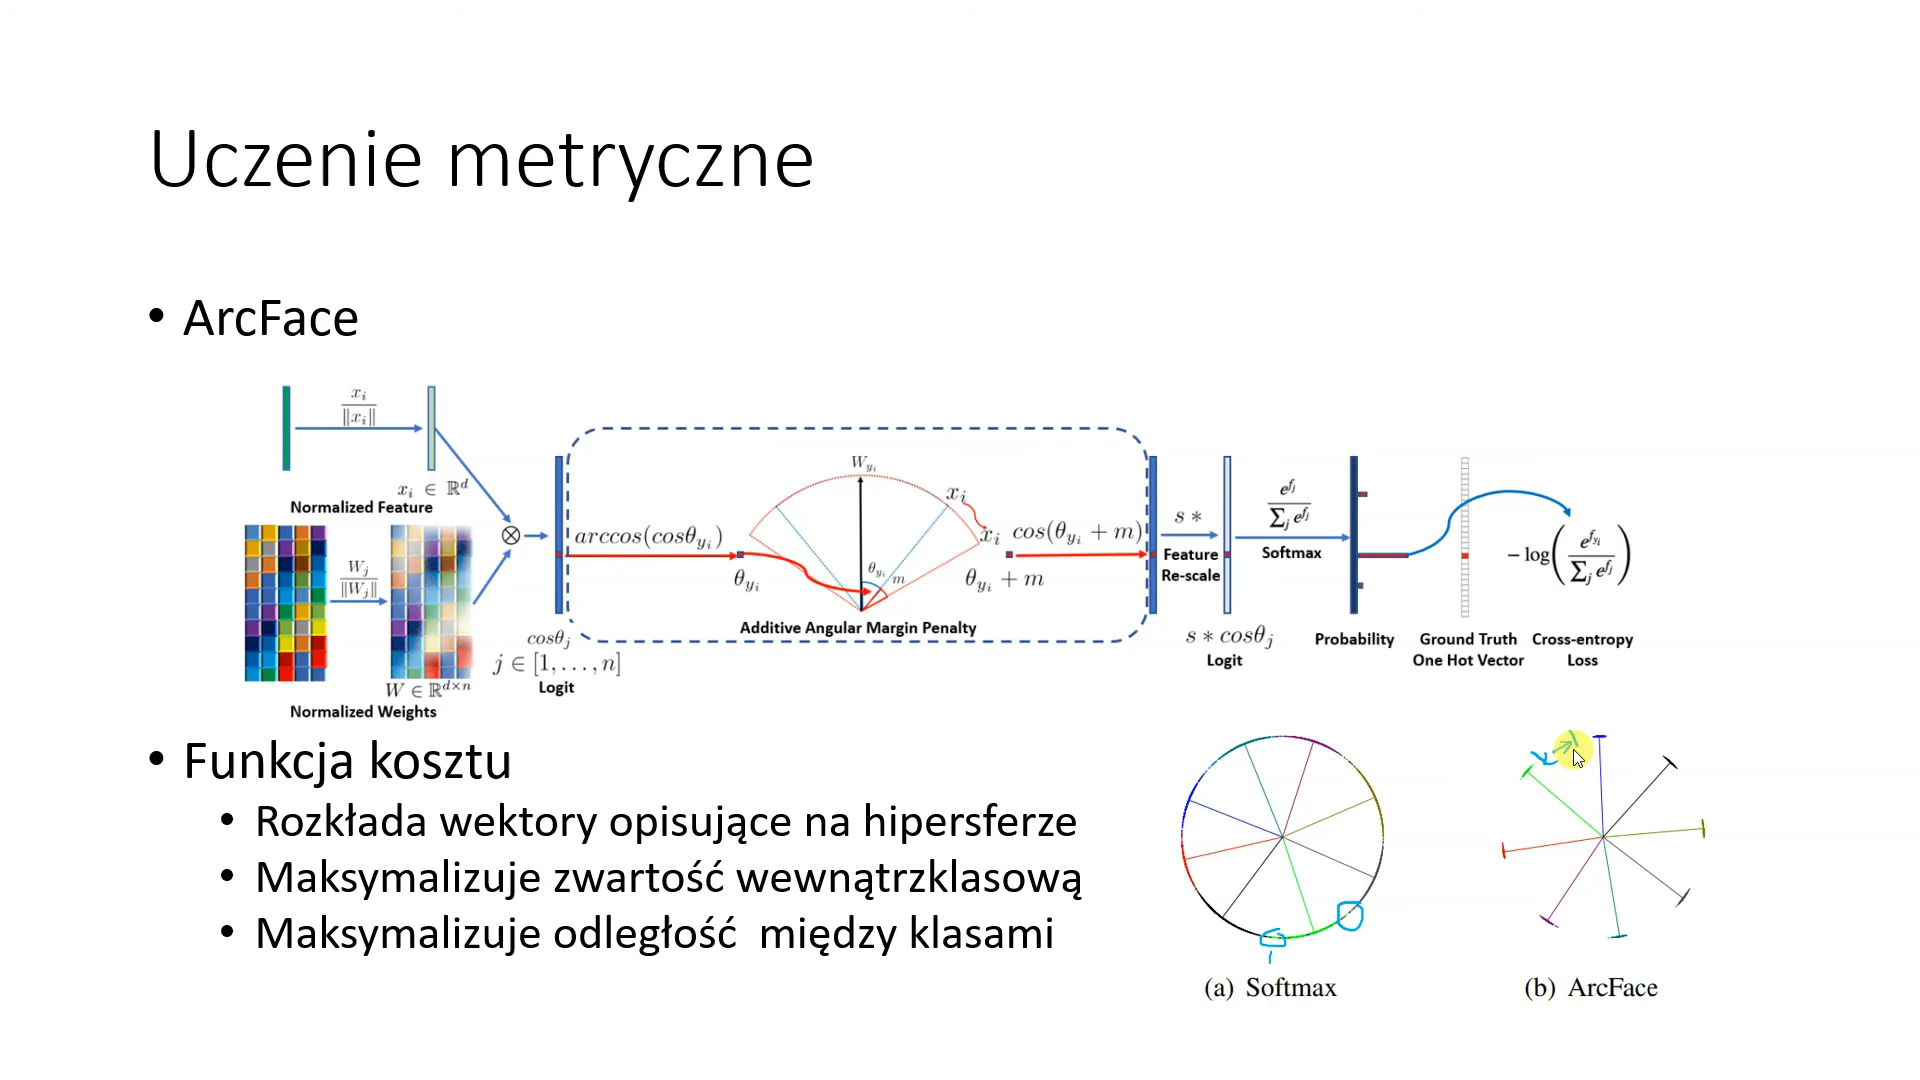 Uczenie metryczne
• ArcFace
x_i / ‖x_i‖
x_i ∈ ℝ^d
Normalized Feature
W_j / ‖W_j‖
W ∈ ℝ^{d×n}
Normalized Weights
⊗
cosθ_j
j ∈ [1, . . . , n]
Logit
arccos(cosθ_{y_i})
θ_{y_i}
W_{y_i}
x_i
θ_{y_i}
m
x_i
cos(θ_{y_i} + m)
θ_{y_i} + m
Additive Angular Margin Penalty
s ∗
Feature
Re-scale
s ∗ cosθ_j
Logit
e^{f_j} / ∑_j e^{f_j}
Softmax
Probability
Ground Truth
One Hot Vector
− log( e^{f_{y_i}} / ∑_j e^{f_j} )
Cross-entropy
Loss
• Funkcja kosztu
• Rozkłada wektory opisujące na hipersferze
• Maksymalizuje zwartość wewnątrzklasową
• Maksymalizuje odległość między klasami
(a) Softmax
(b) ArcFace